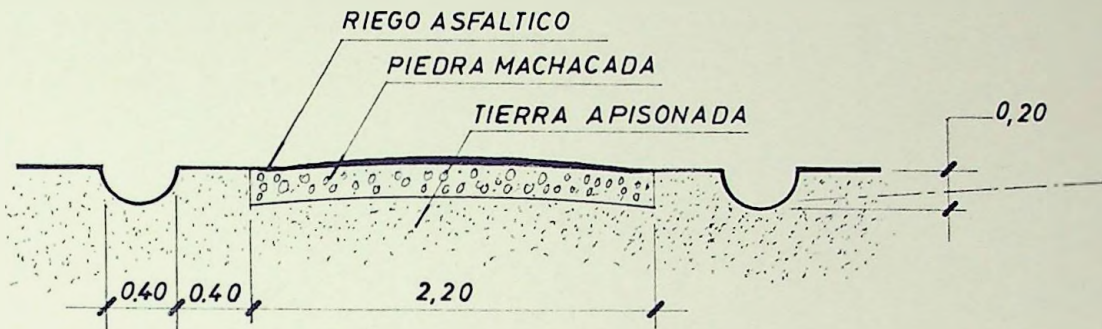 RIEGO ASFALTICO
PIEDRA MACHACADA
TIERRA APISONADA
0,20
0.40 0.40 2,20